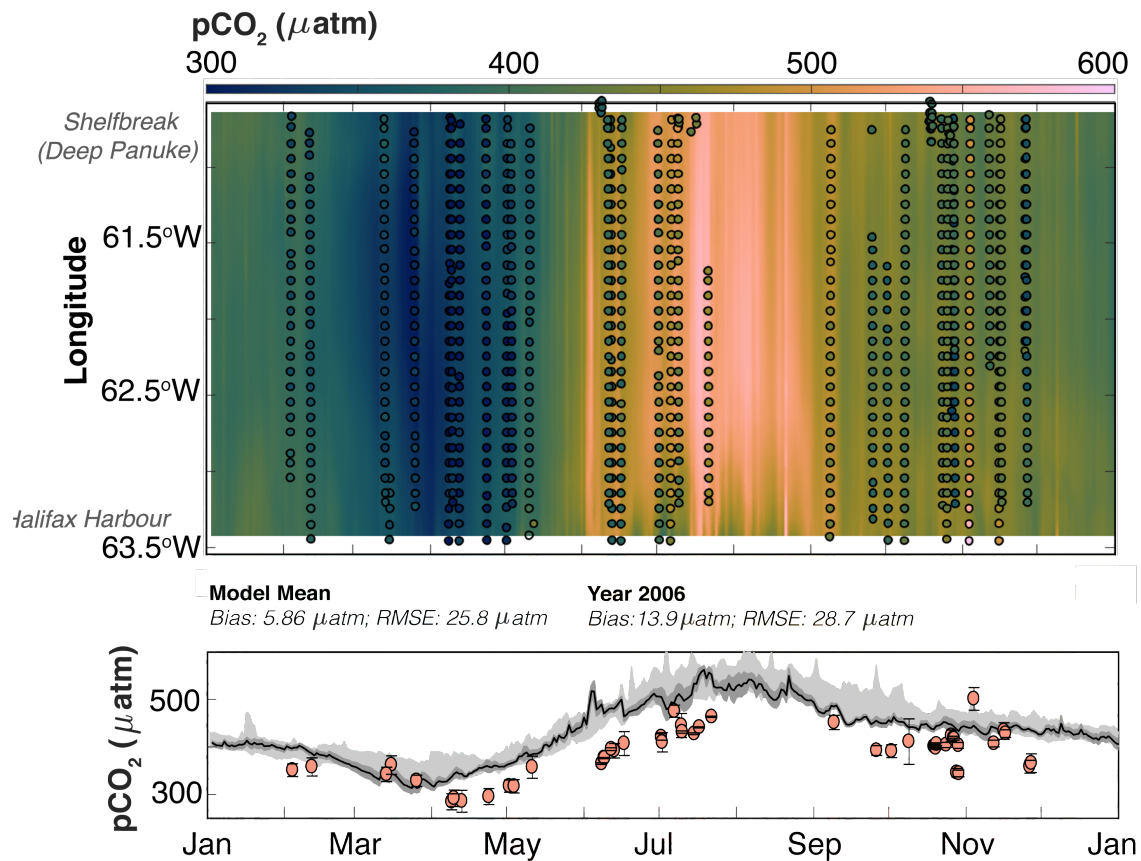 pCO2 (μatm)
300 400 500 600
Shelfbreak
(Deep Panuke)
61.5oW
Longitude
62.5oW
Halifax Harbour
63.5oW
Model Mean
Bias: 5.86 μatm; RMSE: 25.8 μatm
Year 2006
Bias:13.9μatm; RMSE: 28.7 μatm
pCO2 (μatm)
500
300
Jan Mar May Jul Sep Nov Jan